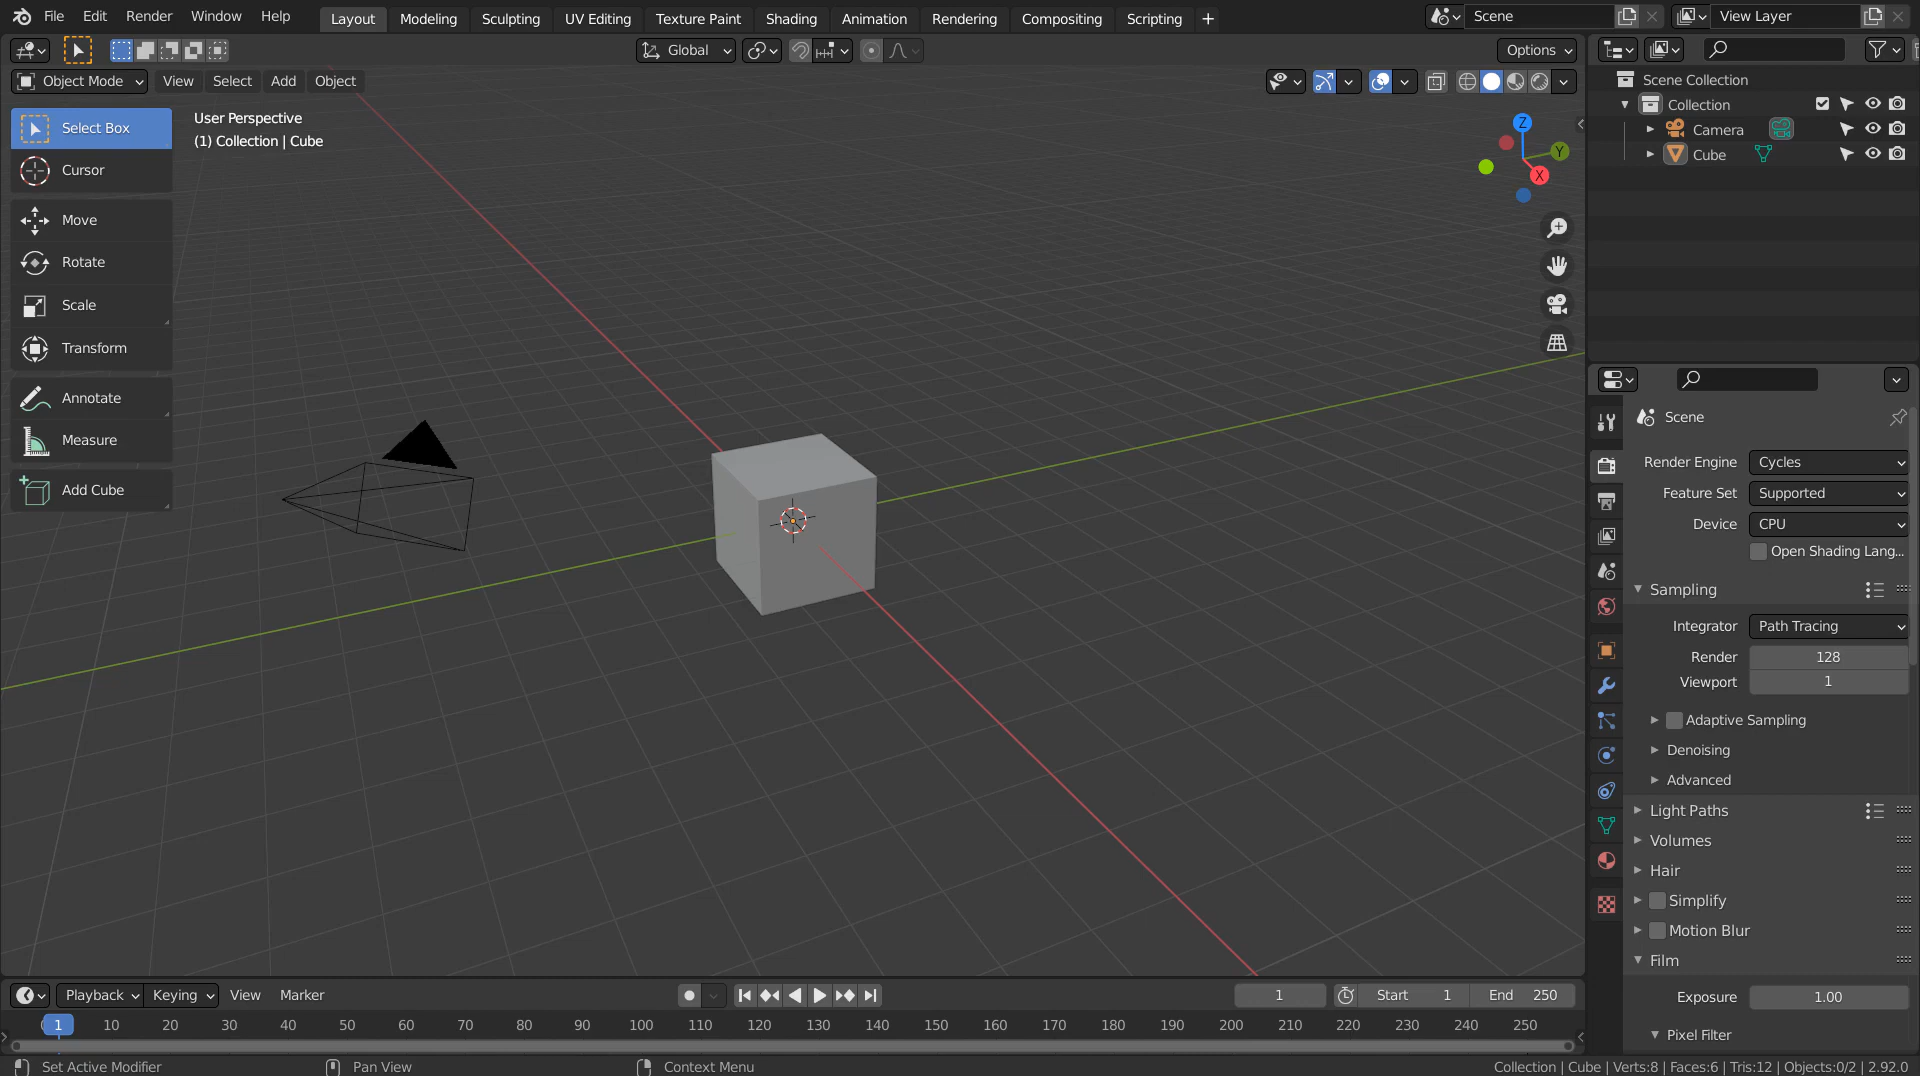 File Edit Render Window Help Layout Modeling Sculpting UV Editing Texture Paint Shading Animation Rendering Compositing Scripting + Scene View Layer
Global Options
Object Mode View Select Add Object
User Perspective
(1) Collection | Cube
Select Box
Cursor
Move
Rotate
Scale
Transform
Annotate
Measure
Add Cube
Z
Y
X
Scene Collection
Collection
Camera
Cube
Scene
Render Engine Cycles
Feature Set Supported
Device CPU
Open Shading Lang...
Sampling
Integrator Path Tracing
Render 128
Viewport 1
Adaptive Sampling
Denoising
Advanced
Light Paths
Volumes
Hair
Simplify
Motion Blur
Film
Exposure 1.00
Pixel Filter
Playback Keying View Marker 1 Start 1 End 250
1 10 20 30 40 50 60 70 80 90 100 110 120 130 140 150 160 170 180 190 200 210 220 230 240 250
Set Active Modifier Pan View Context Menu Collection | Cube | Verts:8 | Faces:6 | Tris:12 | Objects:0/2 | 2.92.0